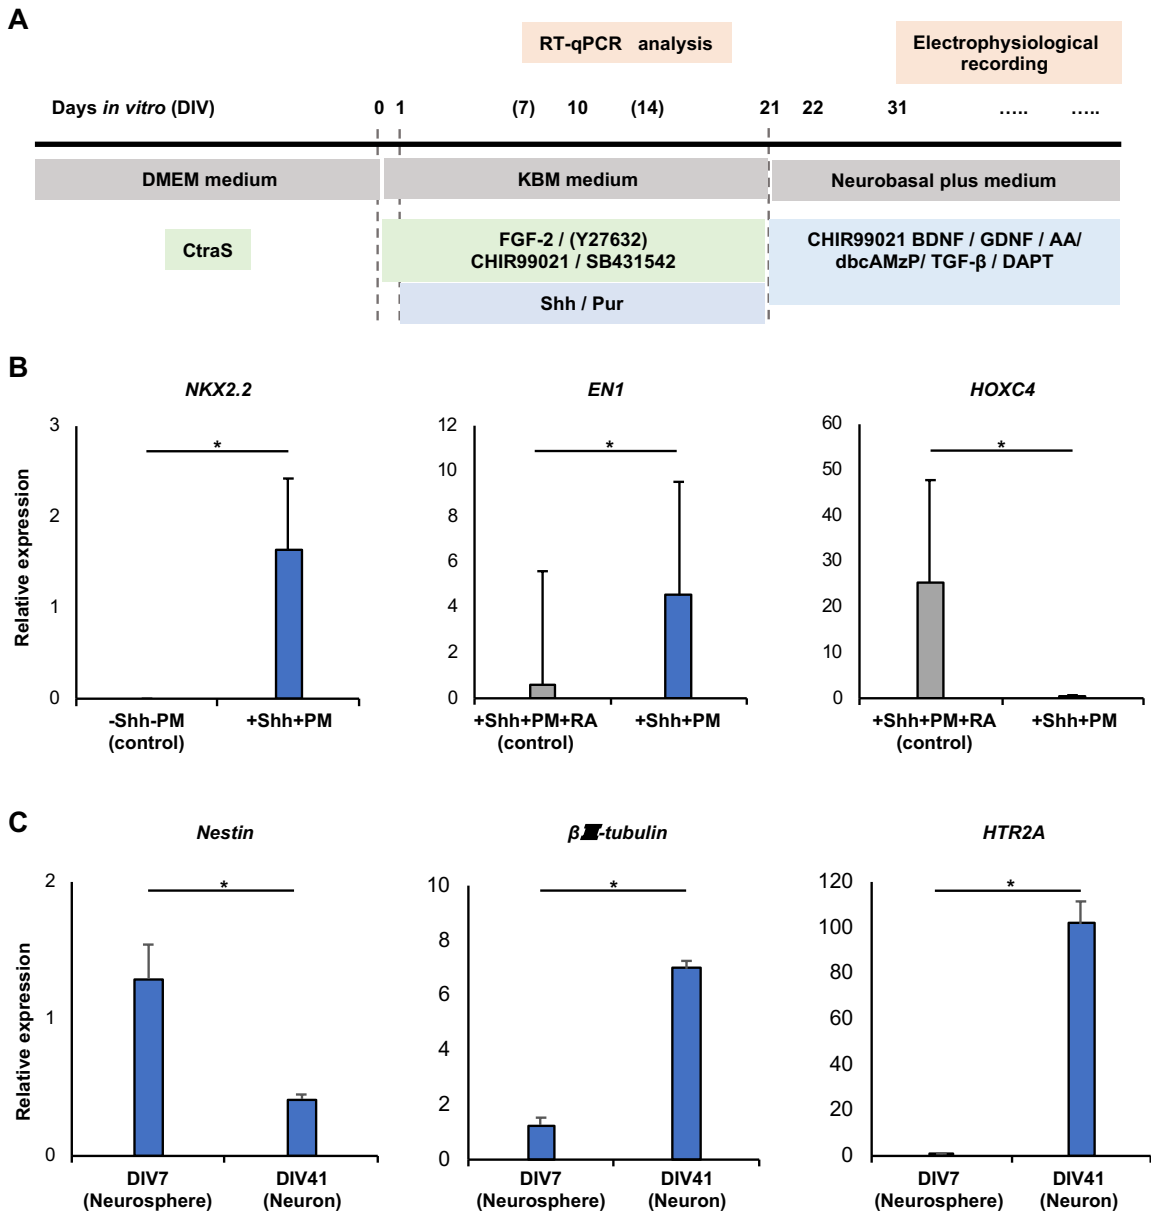 A
RT-qPCR analysis
Electrophysiological
recording
Days in vitro (DIV) 0 1 (7) 10 (14) 21 22 31 ..... .....
DMEM medium
KBM medium
Neurobasal plus medium
CtraS
FGF-2 / (Y27632)
CHIR99021 / SB431542
CHIR99021 BDNF / GDNF / AA/
dbcAMzP/ TGF-β / DAPT
Shh / Pur
B
NKX2.2
EN1
HOXC4
Relative expression
3
2
1
0
*
-Shh-PM
(control)
+Shh+PM
12
10
8
6
4
2
0
*
+Shh+PM+RA
(control)
+Shh+PM
60
50
40
30
20
10
0
*
+Shh+PM+RA
(control)
+Shh+PM
C
Nestin
β -tubulin
HTR2A
Relative expression
2
1
0
*
DIV7
(Neurosphere)
DIV41
(Neuron)
10
8
6
4
2
0
*
DIV7
(Neurosphere)
DIV41
(Neuron)
120
100
80
60
40
20
0
*
DIV7
(Neurosphere)
DIV41
(Neuron)